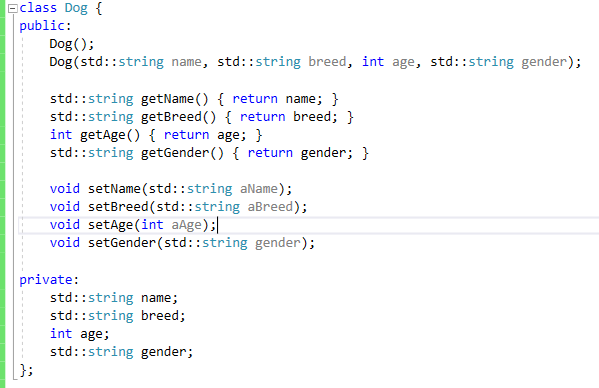 class Dog {
public:
    Dog();
    Dog(std::string name, std::string breed, int age, std::string gender);

    std::string getName() { return name; }
    std::string getBreed() { return breed; }
    int getAge() { return age; }
    std::string getGender() { return gender; }

    void setName(std::string aName);
    void setBreed(std::string aBreed);
    void setAge(int aAge);
    void setGender(std::string gender);

private:
    std::string name;
    std::string breed;
    int age;
    std::string gender;
};